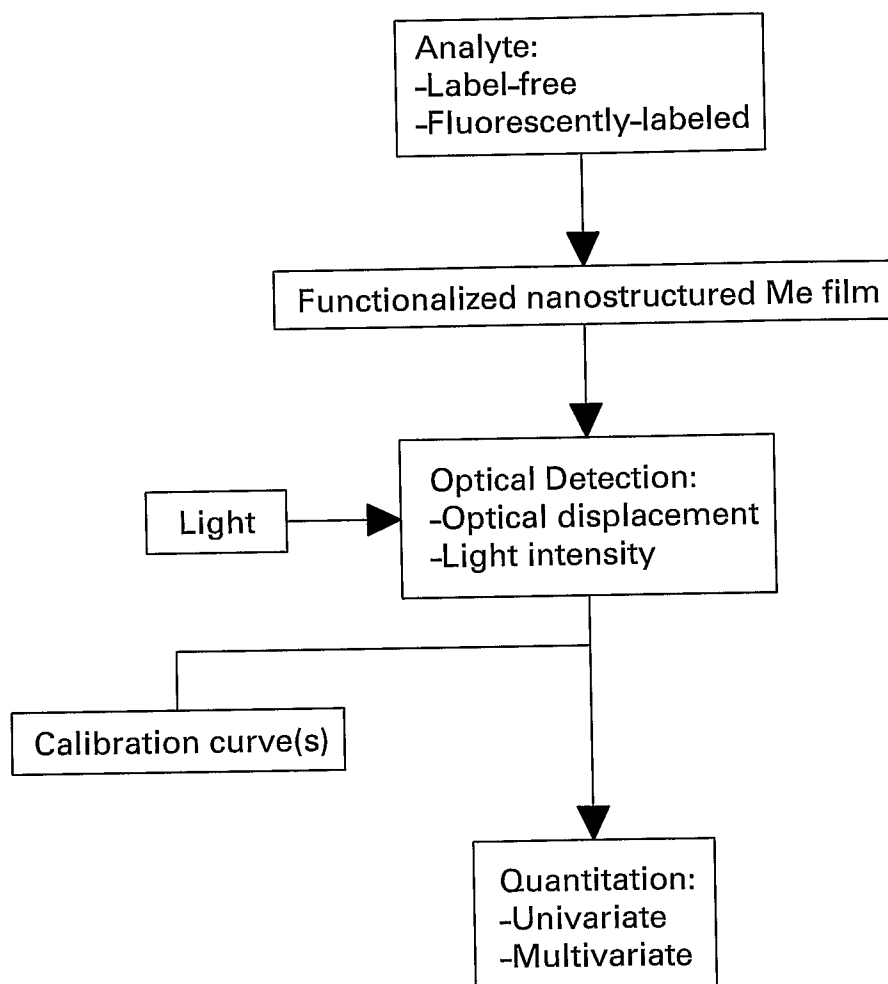 Analyte:
-Label-free
-Fluorescently-labeled
Functionalized nanostructured Me film
Optical Detection:
-Optical displacement
-Light intensity
Light
Calibration curve(s)
Quantitation:
-Univariate
-Multivariate